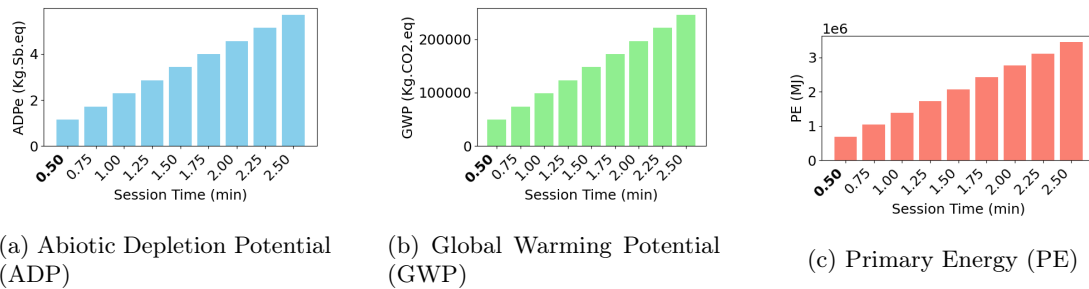 ADPe (Kg.Sb.eq)
4
2
0
0.50 0.75 1.00 1.25 1.50 1.75 2.00 2.25 2.50
Session Time (min)
(a) Abiotic Depletion Potential
(ADP)
GWP (Kg.CO2.eq)
200000
100000
0
0.50 0.75 1.00 1.25 1.50 1.75 2.00 2.25 2.50
Session Time (min)
(b) Global Warming Potential
(GWP)
1e6
PE (MJ)
3
2
1
0
0.50 0.75 1.00 1.25 1.50 1.75 2.00 2.25 2.50
Session Time (min)
(c) Primary Energy (PE)